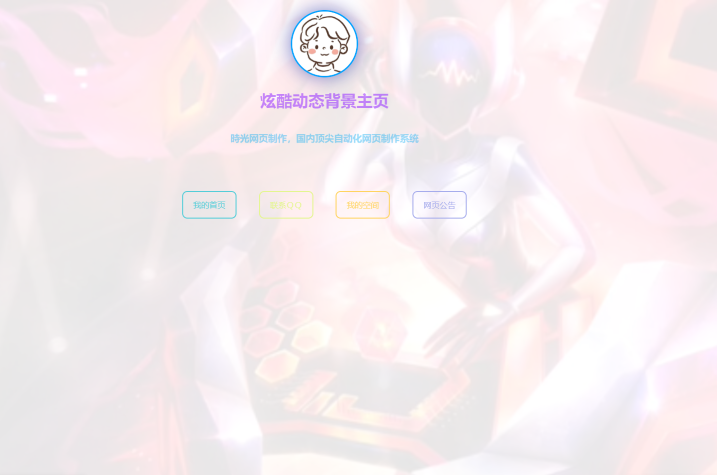 炫酷动态背景主页
時光网页制作，国内顶尖自动化网页制作系统
我的首页
联系QQ
我的空间
网页公告